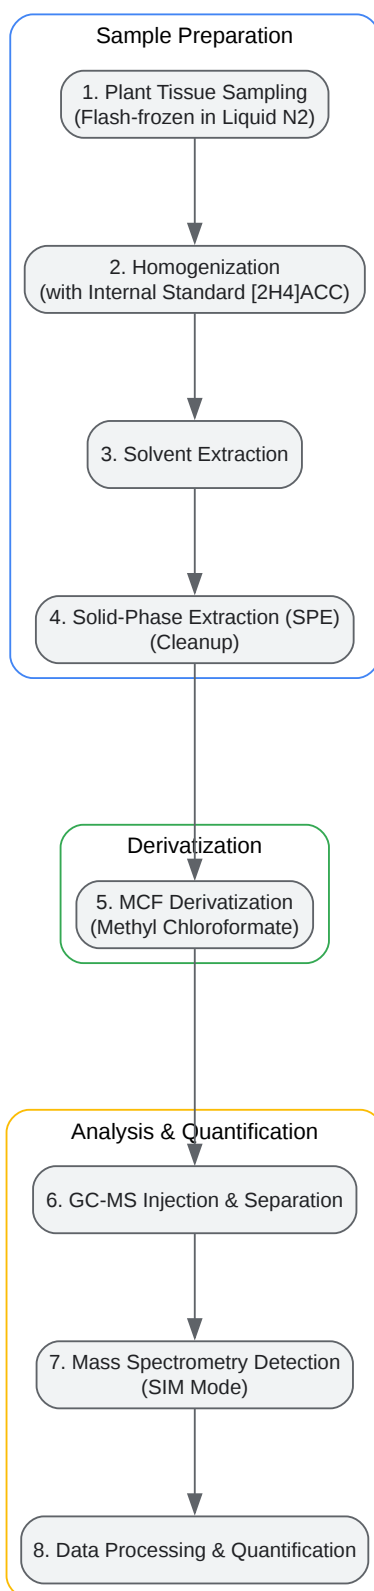 Sample Preparation
1. Plant Tissue Sampling
(Flash-frozen in Liquid N2)
2. Homogenization
(with Internal Standard [2H4]ACC)
3. Solvent Extraction
4. Solid-Phase Extraction (SPE)
(Cleanup)
Derivatization
5. MCF Derivatization
(Methyl Chloroformate)
Analysis & Quantification
6. GC-MS Injection & Separation
7. Mass Spectrometry Detection
(SIM Mode)
8. Data Processing & Quantification